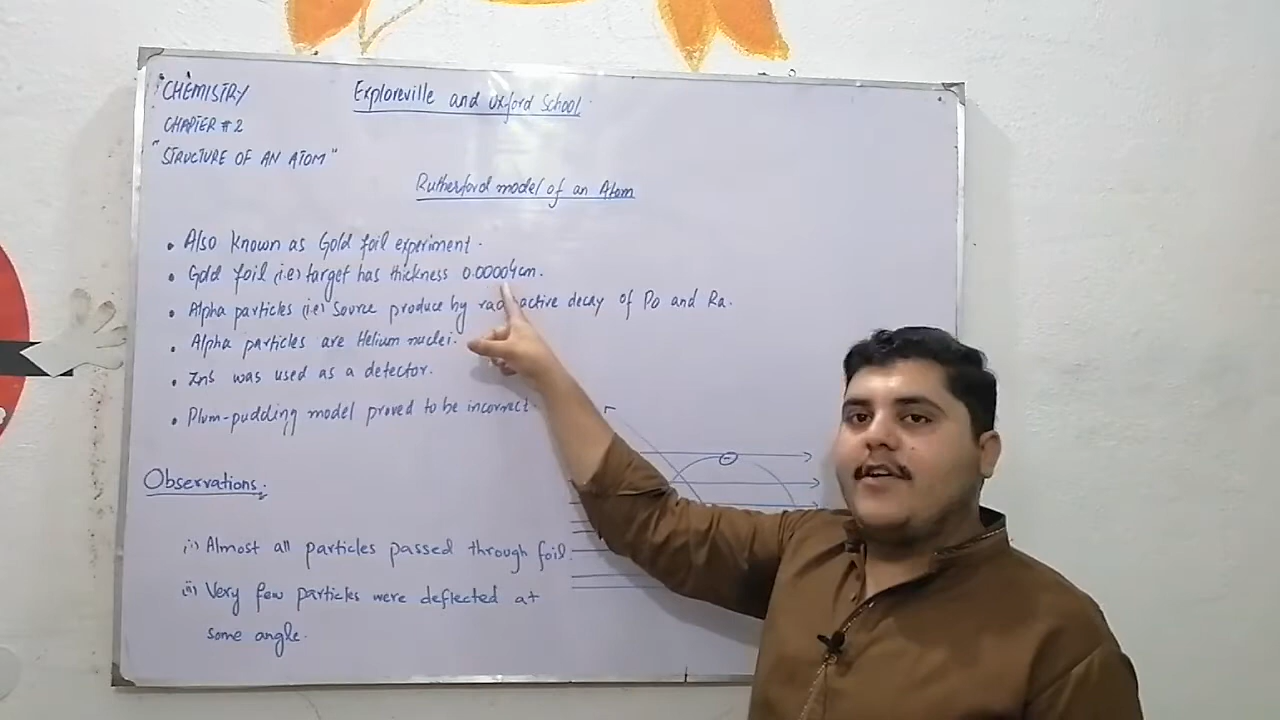 CHEMISTRY
Exploreville and Oxford School.
CHAPTER # 2
"STRUCTURE OF AN ATOM"
Rutherford model of an Atom
• Also known as Gold foil experiment.
• Gold foil (i.e) target has thickness 0.00004cm.
• Alpha particles (i.e) source produce by radioactive decay of Po and Ra.
• Alpha particles are Helium nuclei.
• ZnS was used as a detector.
• Plum-pudding model proved to be incorrect.
Observations:
i) Almost all particles passed through foil.
ii) Very few particles were deflected at
some angle.